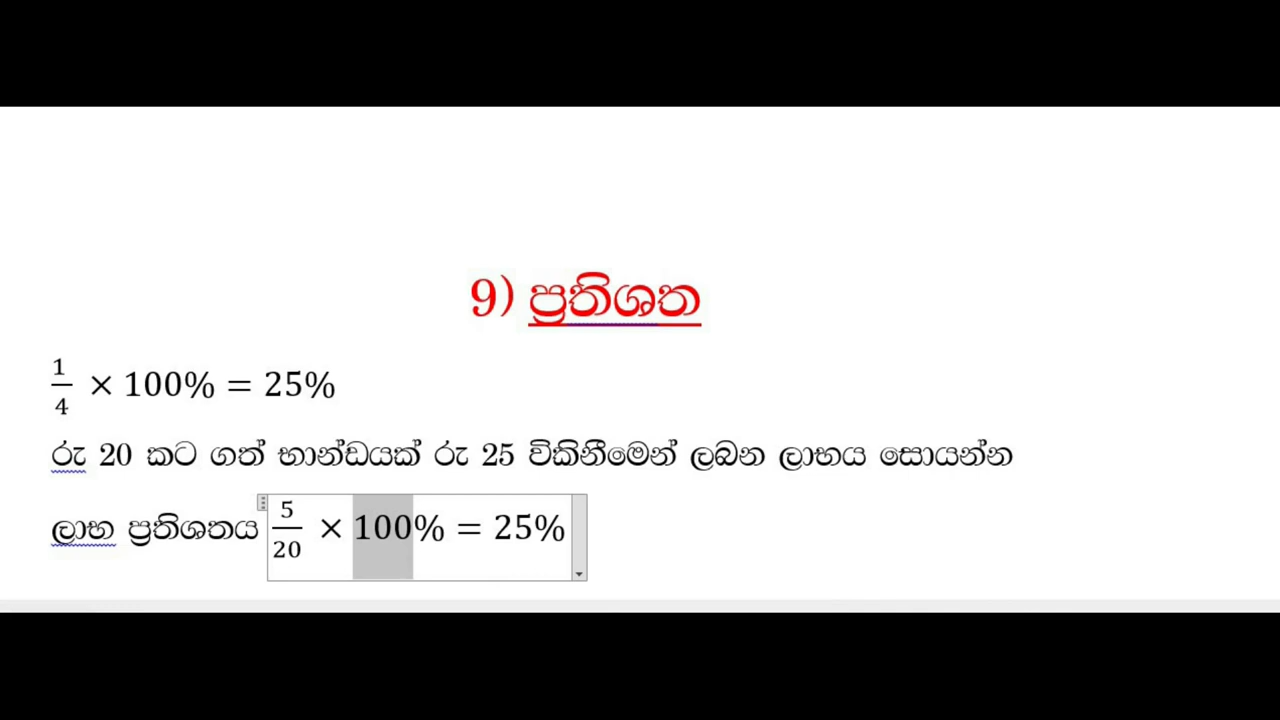 9) ප්‍රතිශත
1/4 × 100% = 25%
රු 20 කට ගත් භාන්ඩයක් රු 25 විකිනීමෙන් ලබන ලාභය සොයන්න
ලාභ ප්‍රතිශතය 5/20 × 100% = 25%